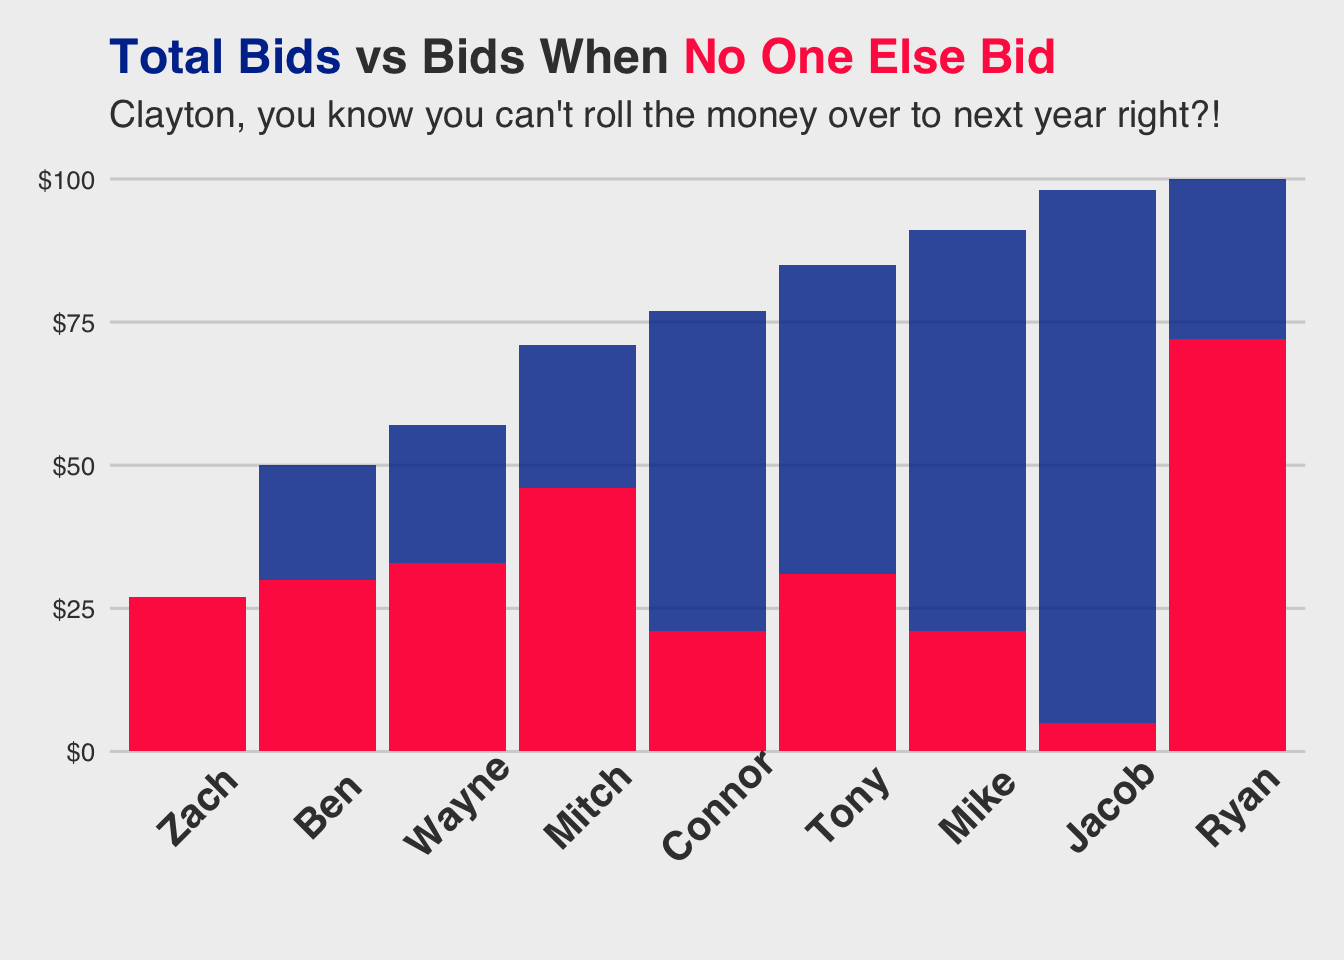 Total Bids vs Bids When No One Else Bid
Clayton, you know you can't roll the money over to next year right?!
$100
$75
$50
$25
$0
Zach
Ben
Wayne
Mitch
Connor
Tony
Mike
Jacob
Ryan